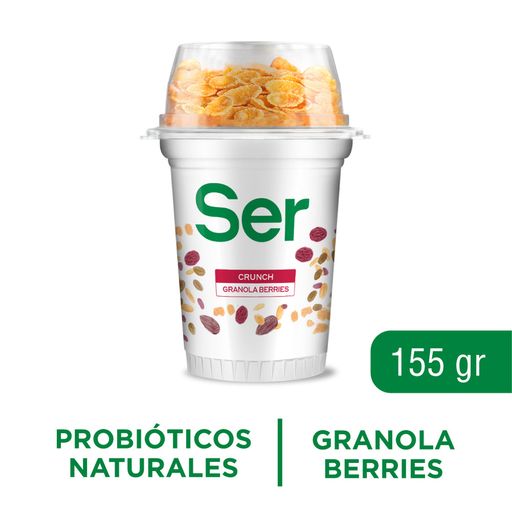 Ser
CRUNCH
GRANOLA BERRIES
155 gr
PROBIÓTICOS
NATURALES
GRANOLA
BERRIES